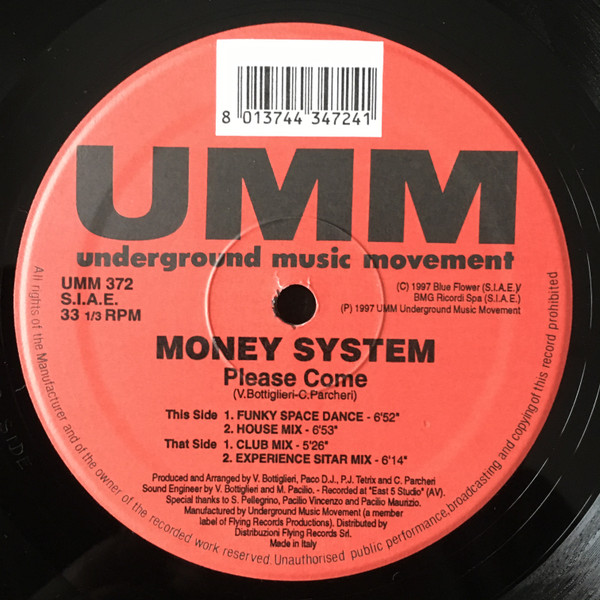 8 013744 347241
UMM
underground music movement
UMM 372
S.I.A.E.
33 1/3 RPM
(C) 1997 Blue Flower (S.I.A.E.)/
BMG Ricordi Spa (S.I.A.E.)
(P) 1997 UMM Underground Music Movement
MONEY SYSTEM
Please Come
(V.Bottiglieri-C.Parcheri)
This Side 1. FUNKY SPACE DANCE - 6'52"
2. HOUSE MIX - 6'53"
That Side 1. CLUB MIX - 5'26"
2. EXPERIENCE SITAR MIX - 6'14"
Produced and Arranged by V. Bottiglieri, Paco D.J., P.J. Tetrix and C. Parcheri
Sound Engineer by V. Bottiglieri and M. Pacilio. - Recorded at "East 5 Studio" (AV).
Special thanks to S. Pellegrino, Pacilio Vincenzo and Pacilio Maurizio.
Manufactured by Underground Music Movement (a member
label of Flying Records Productions). Distributed by
Distribuzioni Flying Records Srl.
Made in Italy
All rights of the Manufacturer and of the owner of the recorded work reserved. Unauthorised public performance, broadcasting and copying of this record prohibited
SIDE